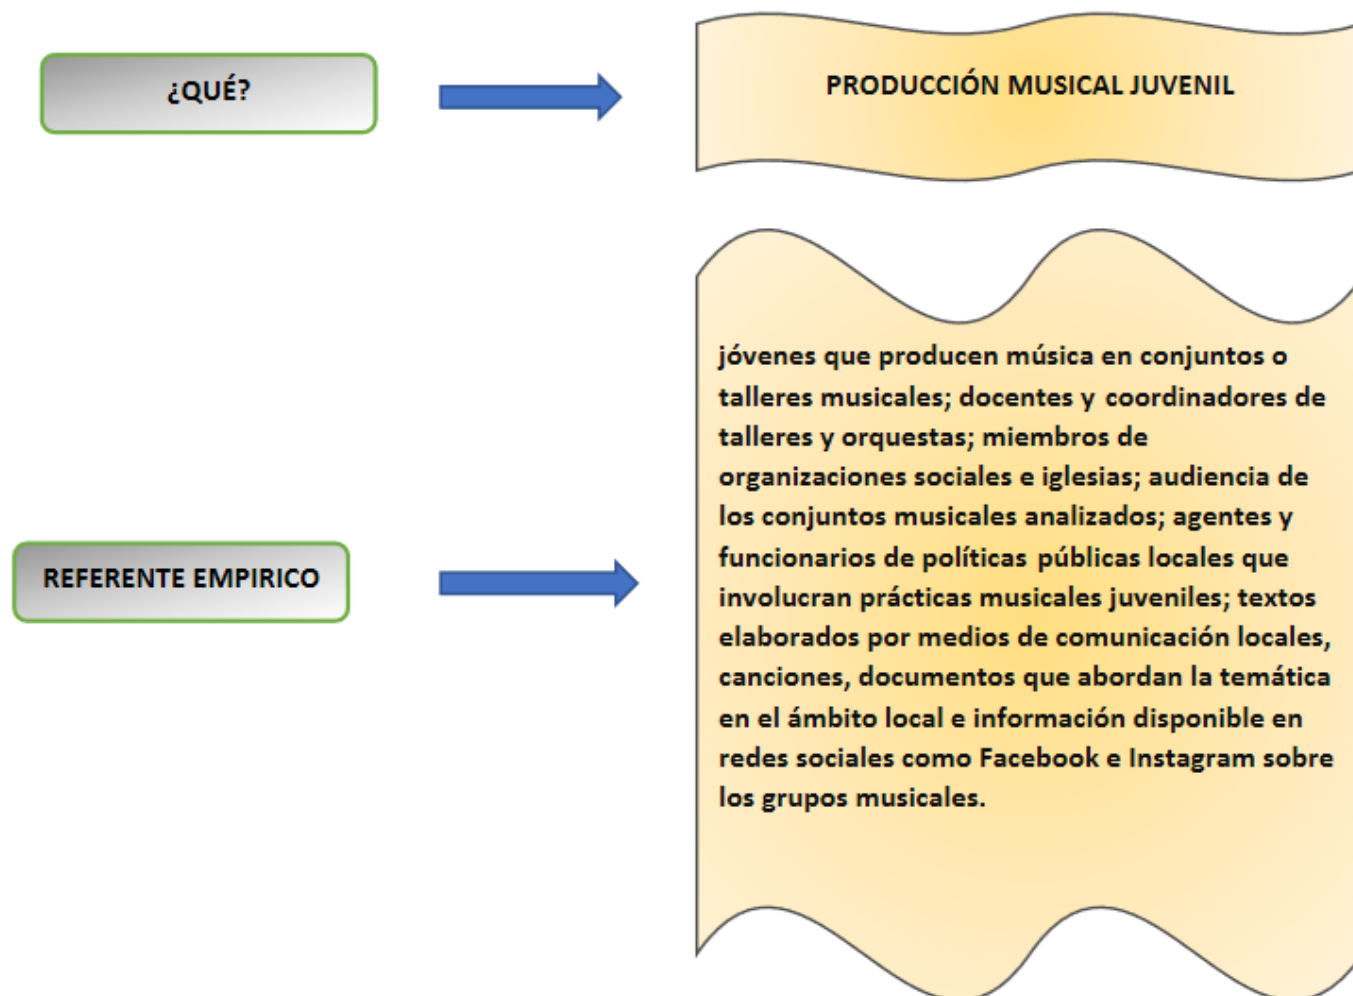 ¿QUÉ?
PRODUCCIÓN MUSICAL JUVENIL
REFERENTE EMPIRICO
jóvenes que producen música en conjuntos o
talleres musicales; docentes y coordinadores de
talleres y orquestas; miembros de
organizaciones sociales e iglesias; audiencia de
los conjuntos musicales analizados; agentes y
funcionarios de políticas públicas locales que
involucran prácticas musicales juveniles; textos
elaborados por medios de comunicación locales,
canciones, documentos que abordan la temática
en el ámbito local e información disponible en
redes sociales como Facebook e Instagram sobre
los grupos musicales.